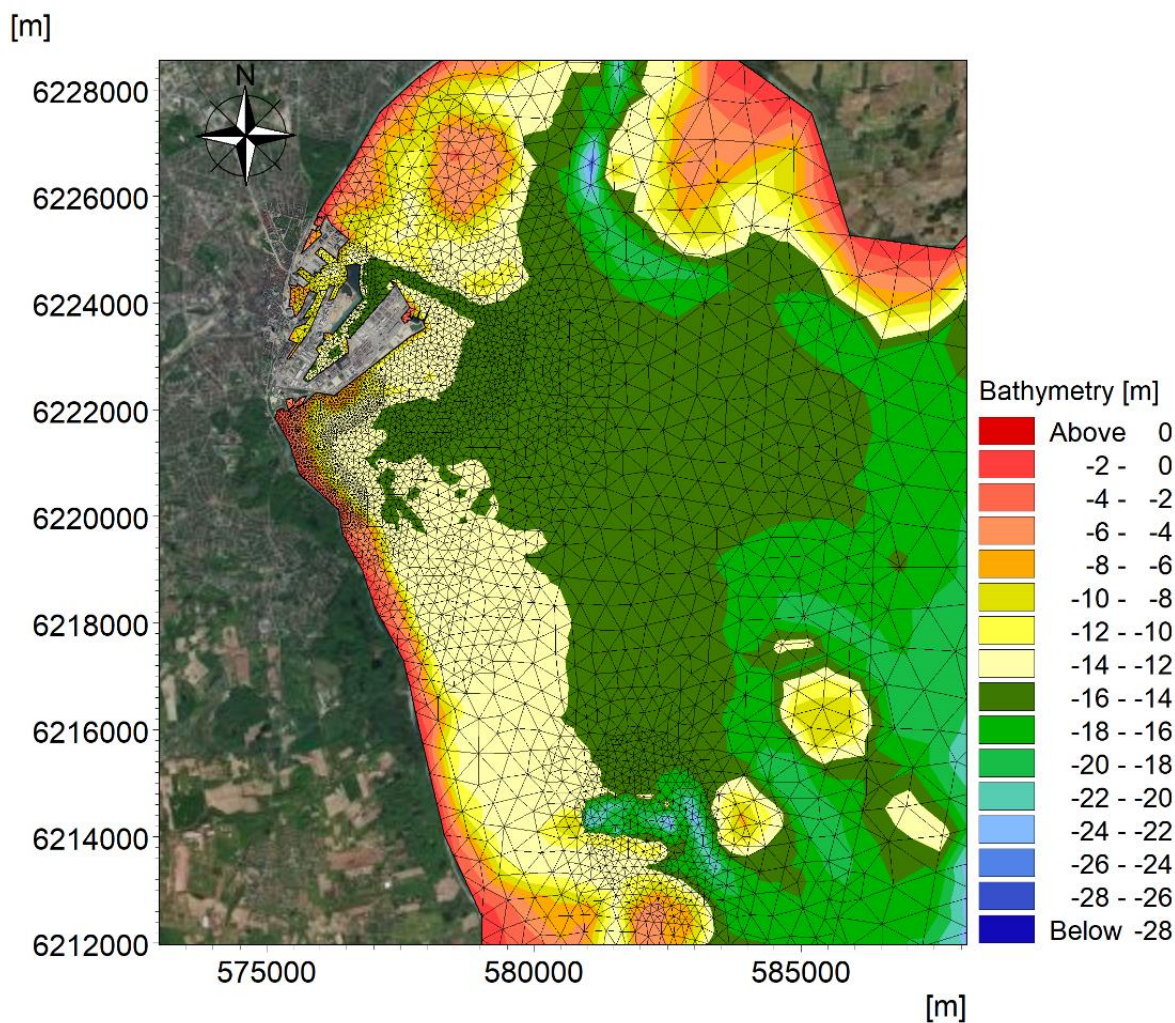 [m]
N
6228000
6226000
6224000
6222000
6220000
6218000
6216000
6214000
6212000
575000 580000 585000
[m]
Bathymetry [m]
Above 0
-2 - 0
-4 - -2
-6 - -4
-8 - -6
-10 - -8
-12 - -10
-14 - -12
-16 - -14
-18 - -16
-20 - -18
-22 - -20
-24 - -22
-26 - -24
-28 - -26
Below -28